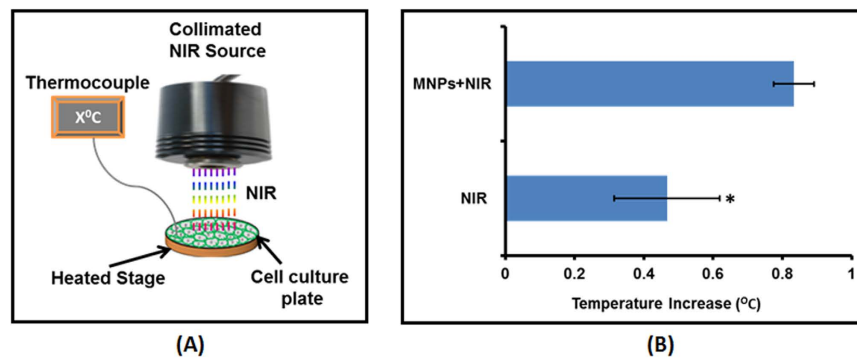 Collimated
NIR Source
Thermocouple
X⁰C
NIR
Heated Stage
Cell culture
plate
(A)
MNPs+NIR
NIR
*
0 0.2 0.4 0.6 0.8 1
Temperature Increase (⁰C)
(B)